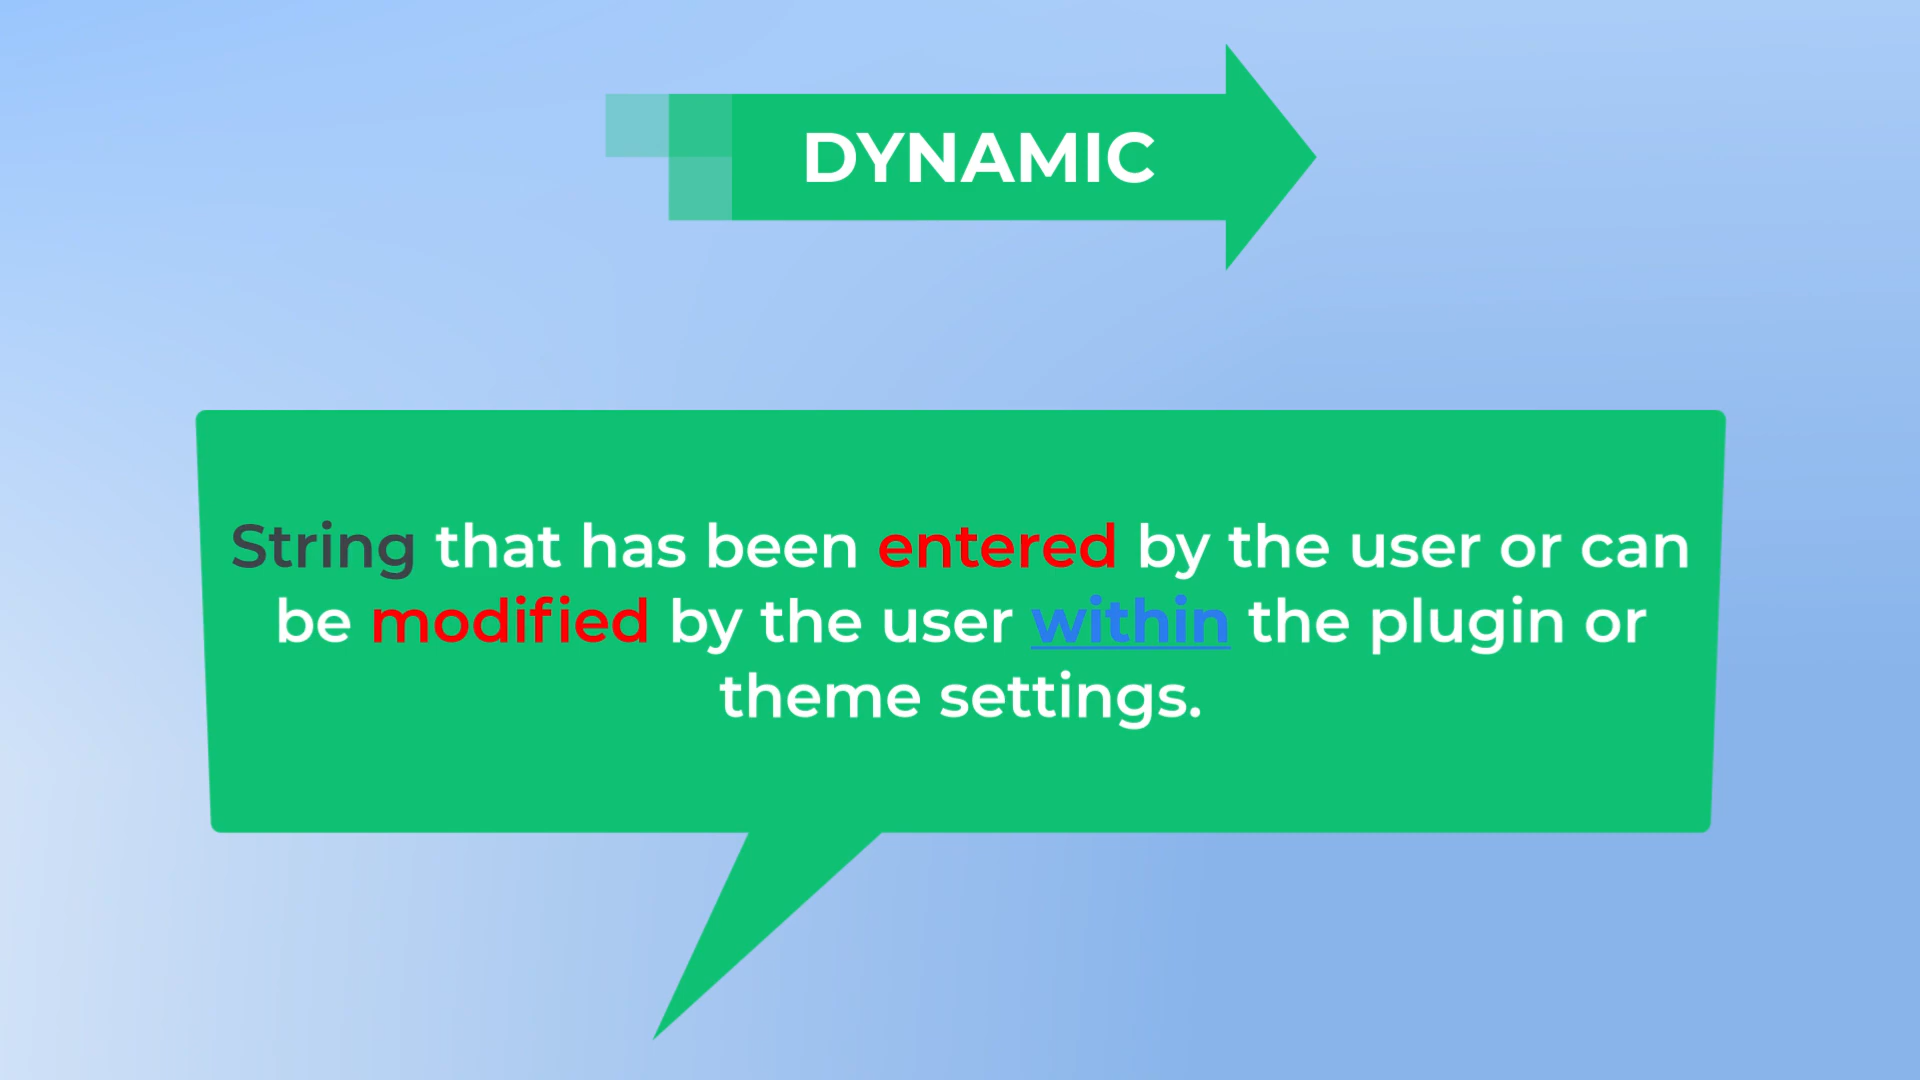 DYNAMIC
String that has been entered by the user or can
be modified by the user within the plugin or
theme settings.